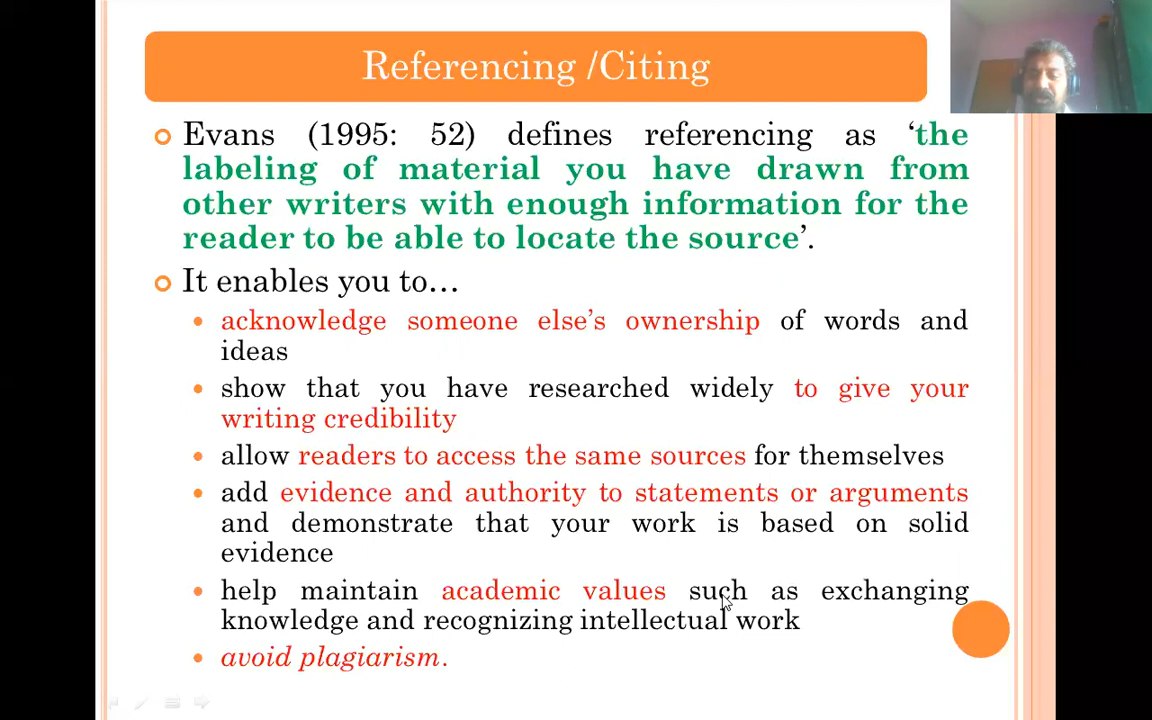 Referencing /Citing
Evans (1995: 52) defines referencing as ‘the
labeling of material you have drawn from
other writers with enough information for the
reader to be able to locate the source’.
It enables you to…
acknowledge someone else’s ownership of words and
ideas
show that you have researched widely to give your
writing credibility
allow readers to access the same sources for themselves
add evidence and authority to statements or arguments
and demonstrate that your work is based on solid
evidence
help maintain academic values such as exchanging
knowledge and recognizing intellectual work
avoid plagiarism.